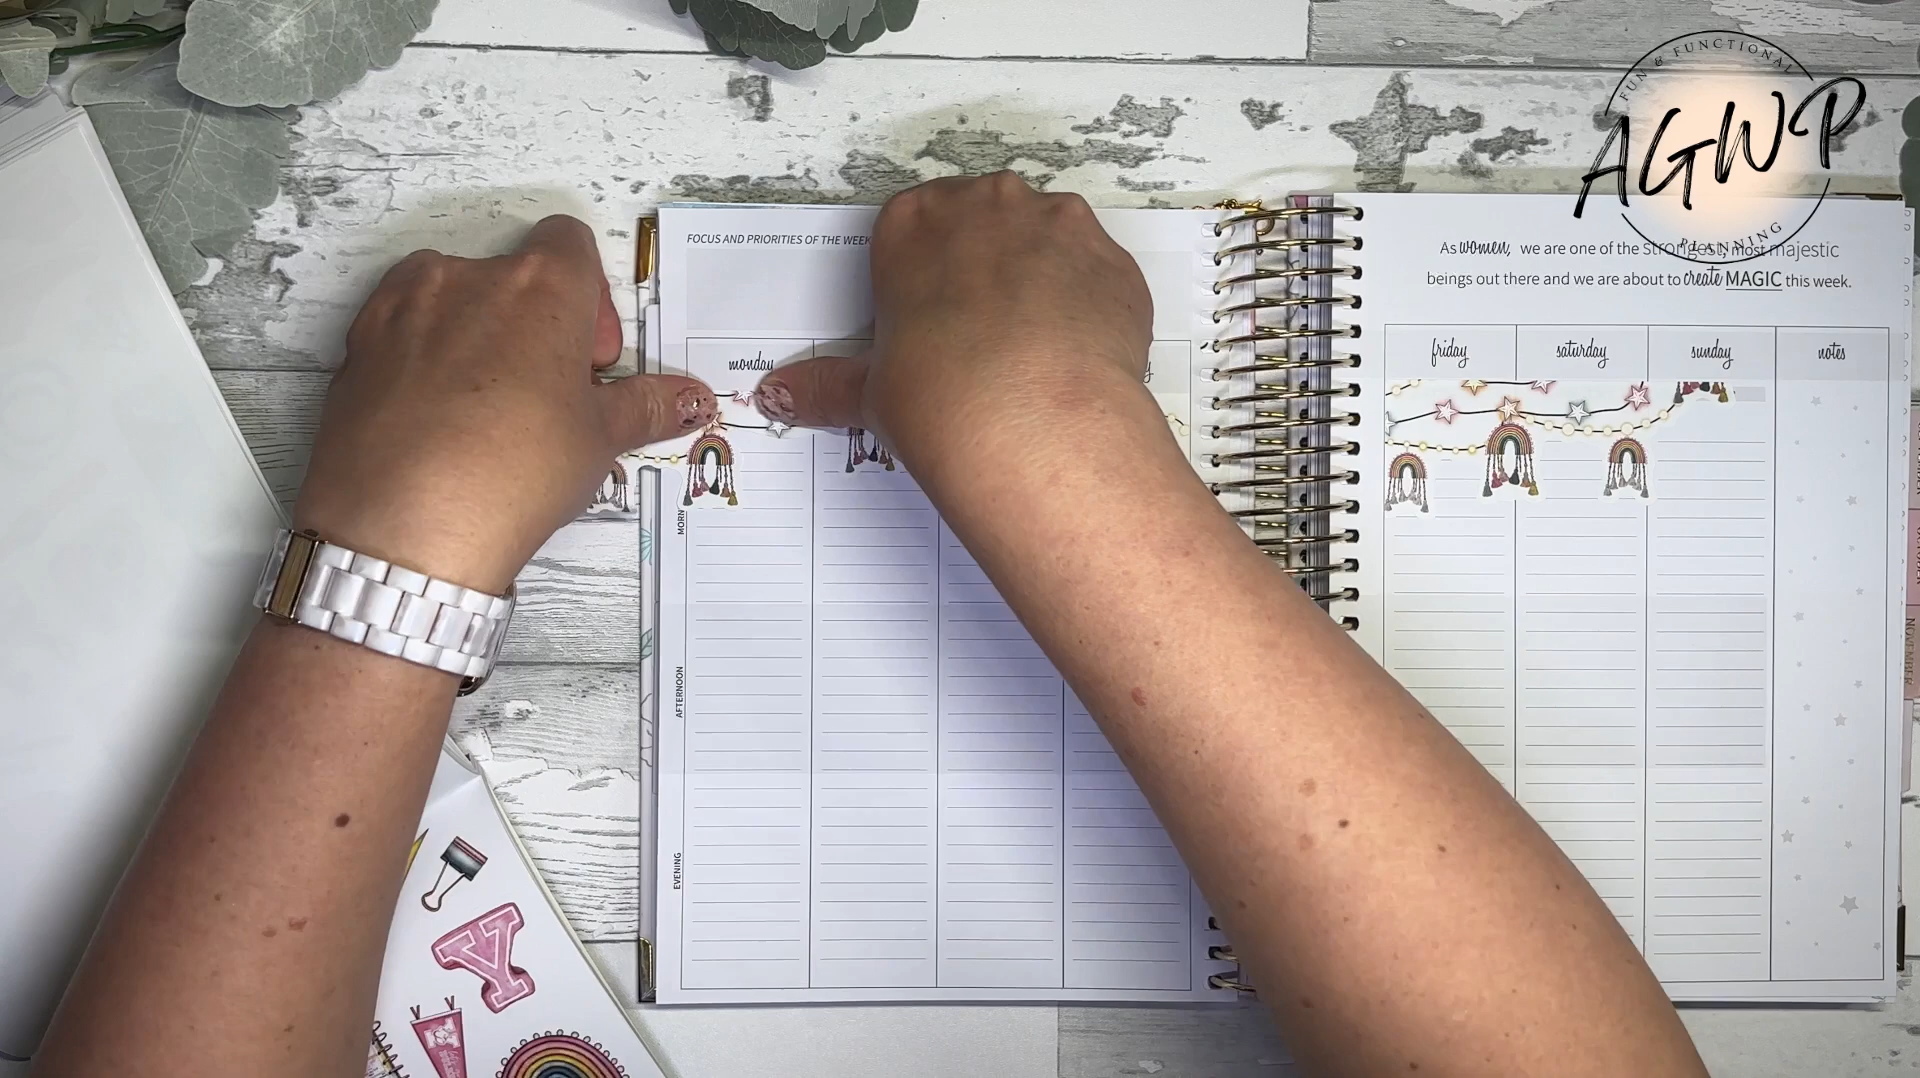 FUN & FUNCTIONAL
AGWP
PLANNING
FOCUS AND PRIORITIES OF THE WEEK
As women, we are one of the strongest, most majestic
beings out there and we are about to create MAGIC this week.
monday
friday
saturday
sunday
notes
MORN
AFTERNOON
EVENING
NOVEMBER
Y